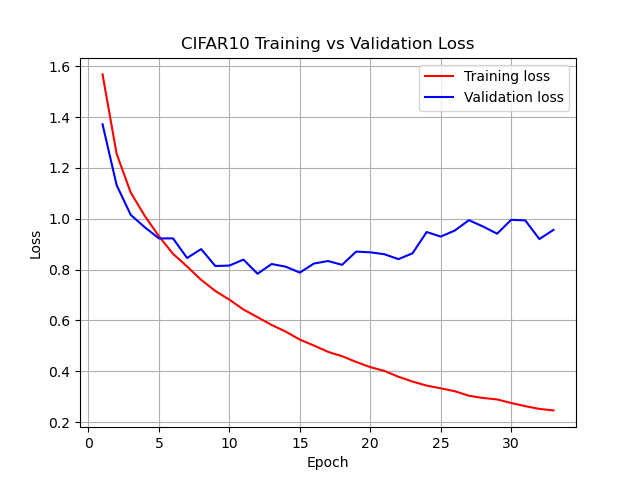 CIFAR10 Training vs Validation Loss
1.6
1.4
1.2
1.0
0.8
0.6
0.4
0.2
Loss
Training loss
Validation loss
0 5 10 15 20 25 30
Epoch